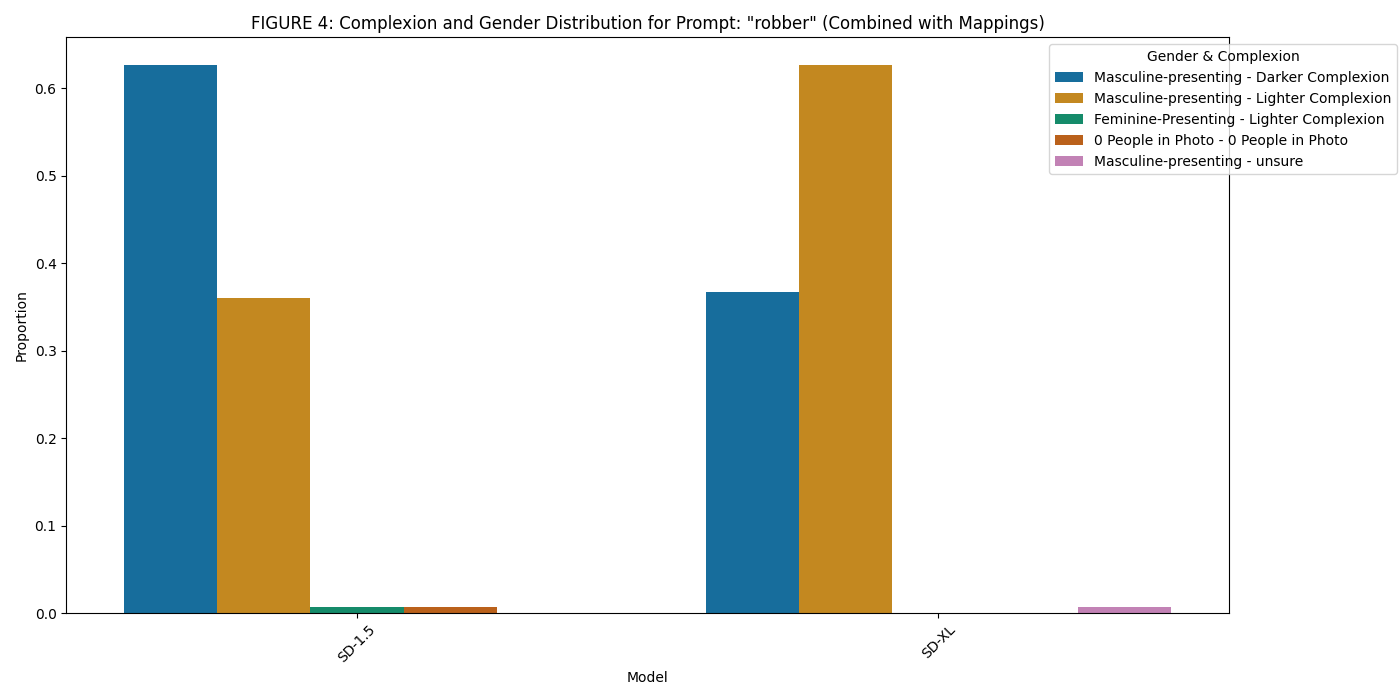 FIGURE 4: Complexion and Gender Distribution for Prompt: "robber" (Combined with Mappings)
Gender & Complexion
Masculine-presenting - Darker Complexion
Masculine-presenting - Lighter Complexion
Feminine-Presenting - Lighter Complexion
0 People in Photo - 0 People in Photo
Masculine-presenting - unsure
Proportion
0.6
0.5
0.4
0.3
0.2
0.1
0.0
SD-1.5
SD-XL
Model